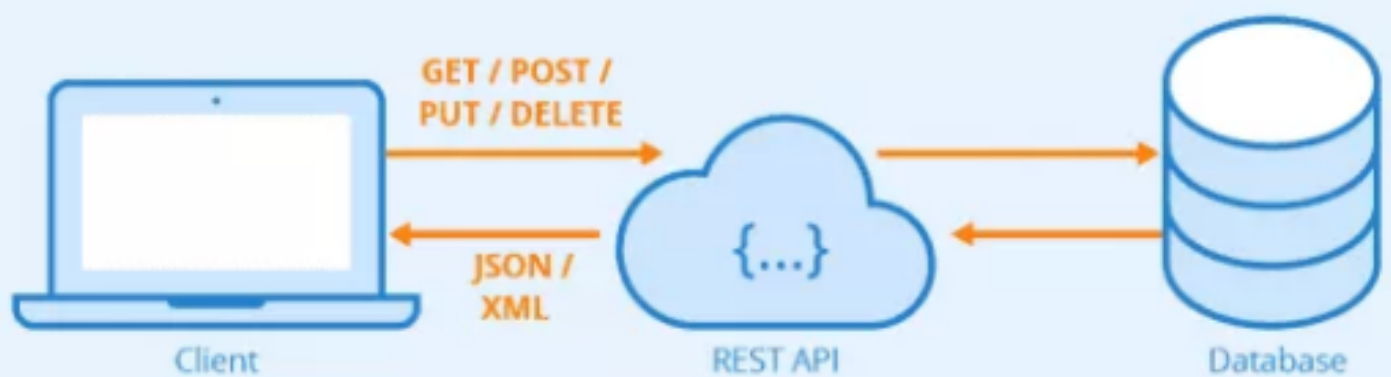 GET / POST /
PUT / DELETE
{...}
JSON /
XML
Client
REST API
Database